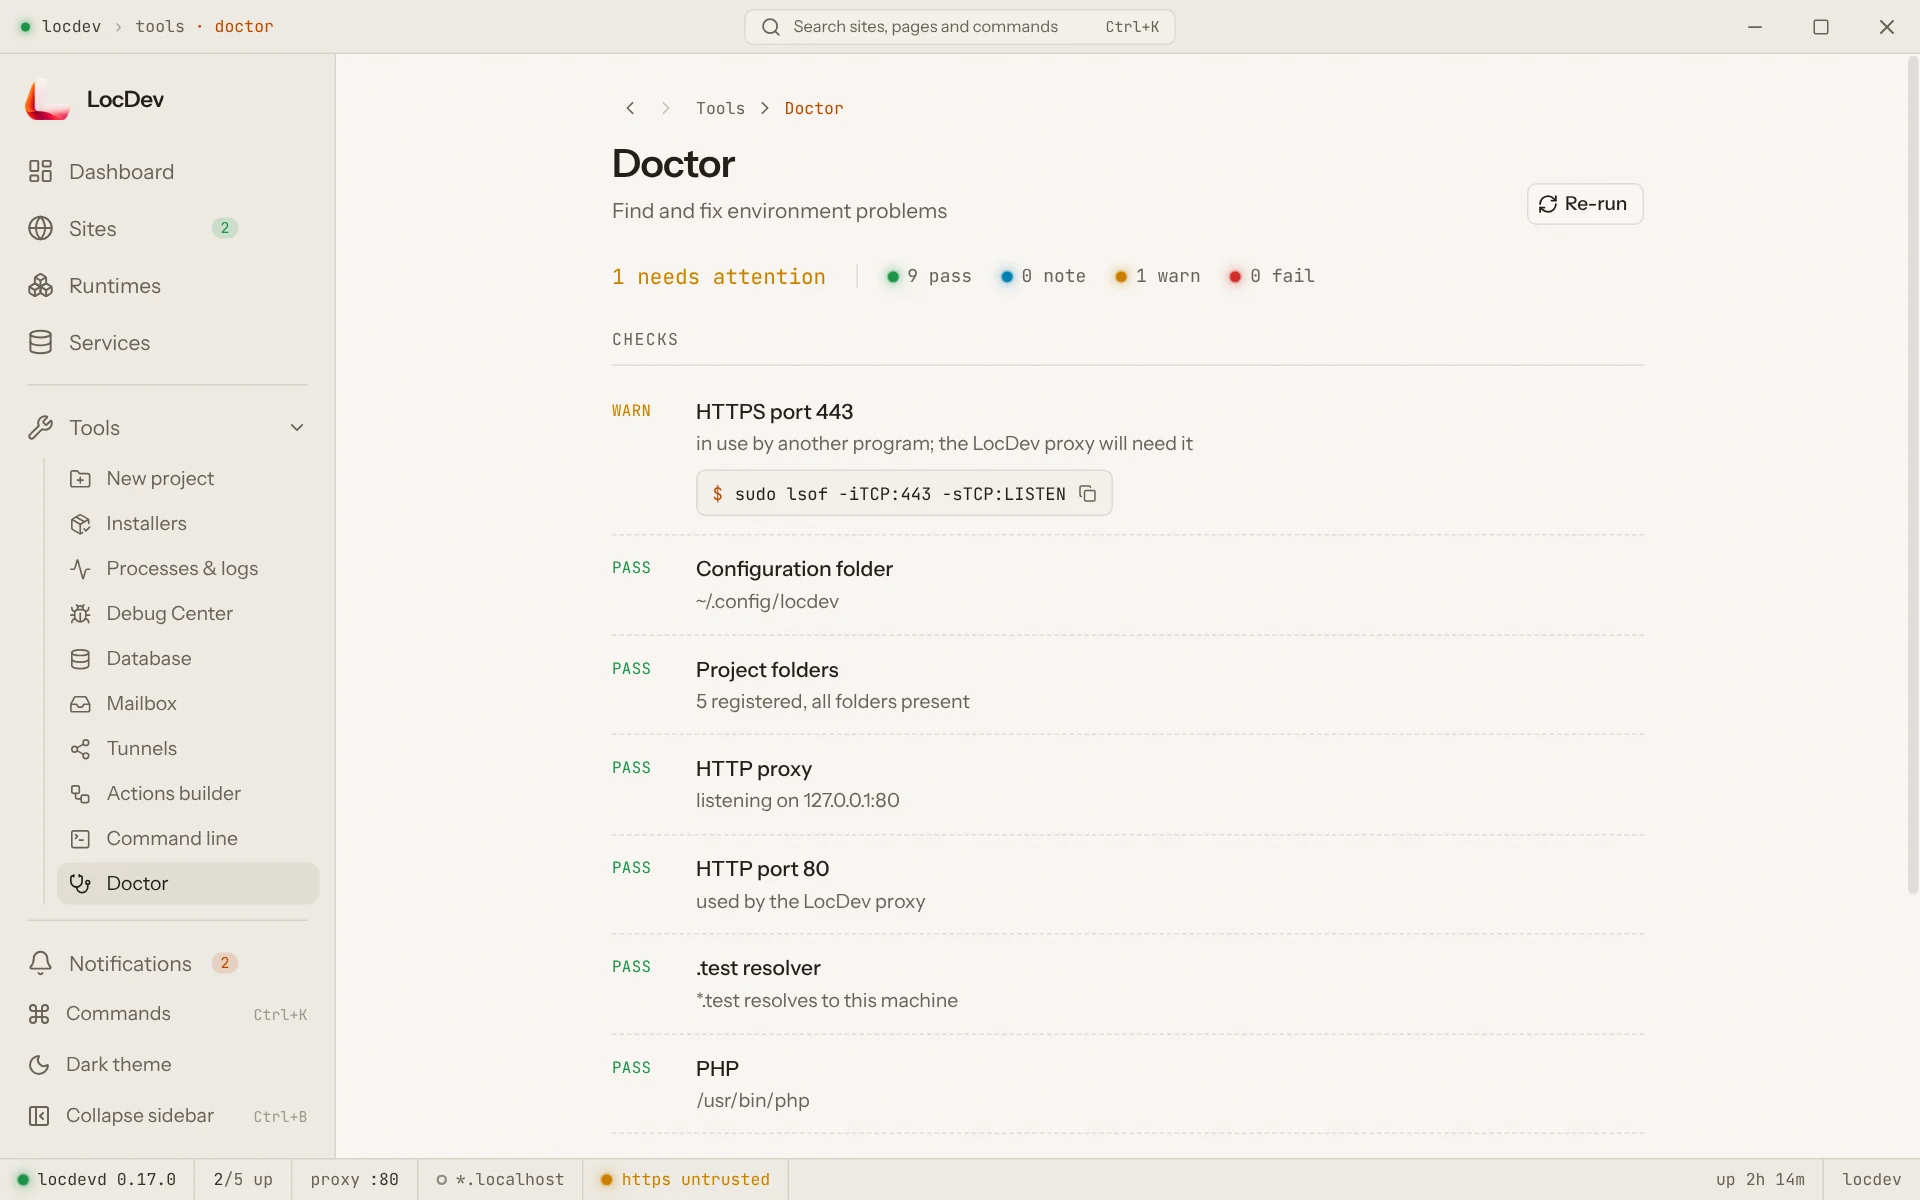 locdev › tools · doctor
Search sites, pages and commands Ctrl+K
LocDev
Dashboard
Sites 2
Runtimes
Services
Tools
New project
Installers
Processes & logs
Debug Center
Database
Mailbox
Tunnels
Actions builder
Command line
Doctor
Notifications 2
Commands Ctrl+K
Dark theme
Collapse sidebar Ctrl+B
Tools > Doctor
Doctor
Find and fix environment problems
Re-run
1 needs attention 9 pass 0 note 1 warn 0 fail
CHECKS
WARN HTTPS port 443
in use by another program; the LocDev proxy will need it
$ sudo lsof -iTCP:443 -sTCP:LISTEN
PASS Configuration folder
~/.config/locdev
PASS Project folders
5 registered, all folders present
PASS HTTP proxy
listening on 127.0.0.1:80
PASS HTTP port 80
used by the LocDev proxy
PASS .test resolver
*.test resolves to this machine
PASS PHP
/usr/bin/php
locdevd 0.17.0 2/5 up proxy :80 *.localhost https untrusted up 2h 14m locdev